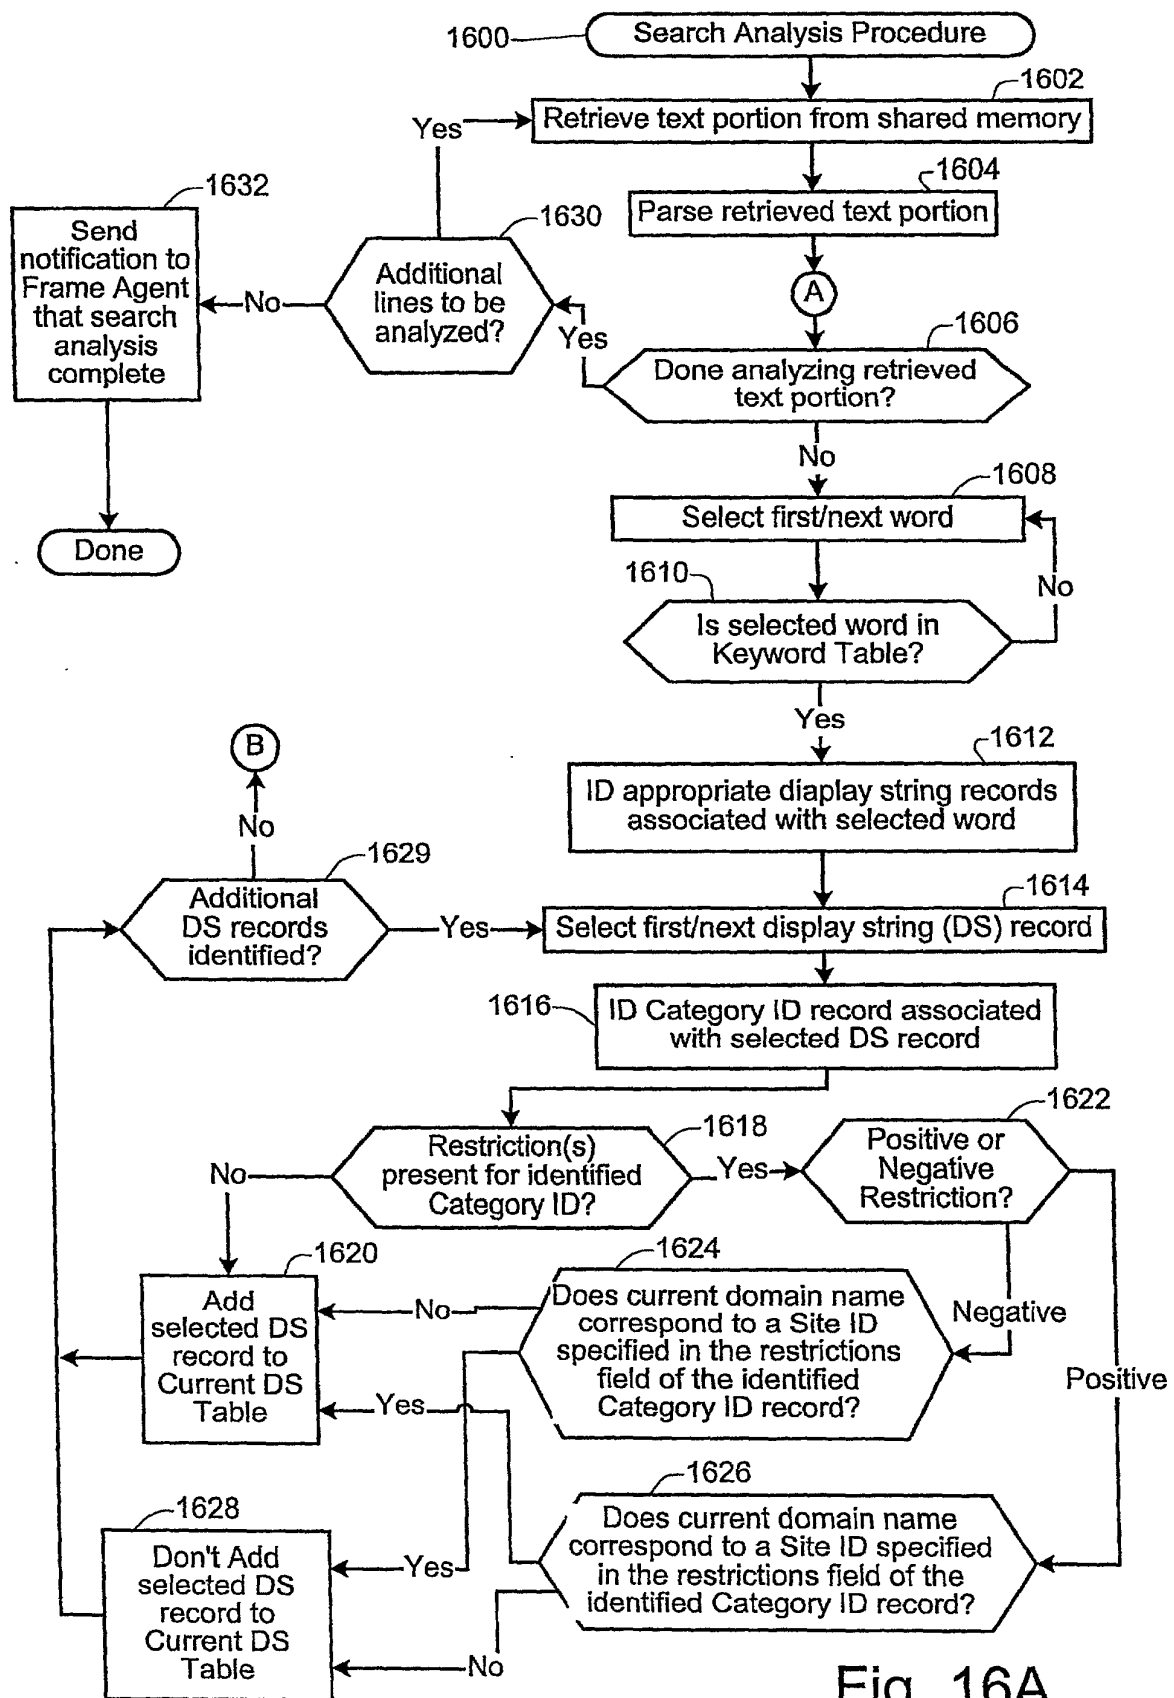 Search Analysis Procedure
1600
1602
Retrieve text portion from shared memory
Yes
1604
Parse retrieved text portion
1632
Send
notification to
Frame Agent
that search
analysis
complete
1630
Additional
lines to be
analyzed?
No
Yes
A
1606
Done analyzing retrieved
text portion?
No
1608
Select first/next word
Done
1610
No
Is selected word in
Keyword Table?
Yes
B
No
1612
ID appropriate diaplay string records
associated with selected word
1629
Additional
DS records
identified?
Yes
1614
Select first/next display string (DS) record
1616
ID Category ID record associated
with selected DS record
1618
Restriction(s)
present for identified
Category ID?
No
Yes
1622
Positive or
Negative
Restriction?
1620
Add
selected DS
record to
Current DS
Table
1624
Does current domain name
correspond to a Site ID
specified in the restrictions
field of the identified
Category ID record?
No
Negative
Positive
Yes
1626
Does current domain name
correspond to a Site ID specified
in the restrictions field of the
identified Category ID record?
1628
Don't Add
selected DS
record to
Current DS
Table
Yes
No
Fig. 16A